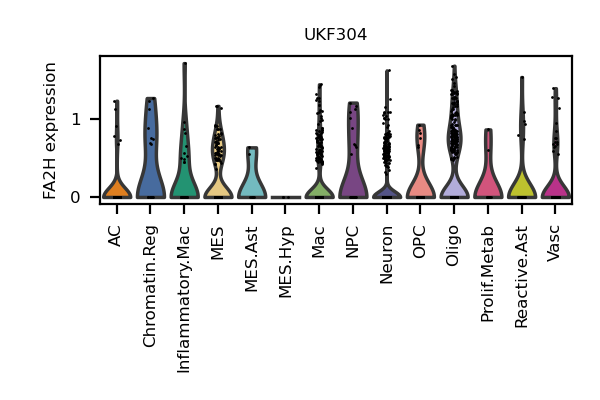 UKF304
FA2H expression
1
0
AC
Chromatin.Reg
Inflammatory.Mac
MES
MES.Ast
MES.Hyp
Mac
NPC
Neuron
OPC
Oligo
Prolif.Metab
Reactive.Ast
Vasc